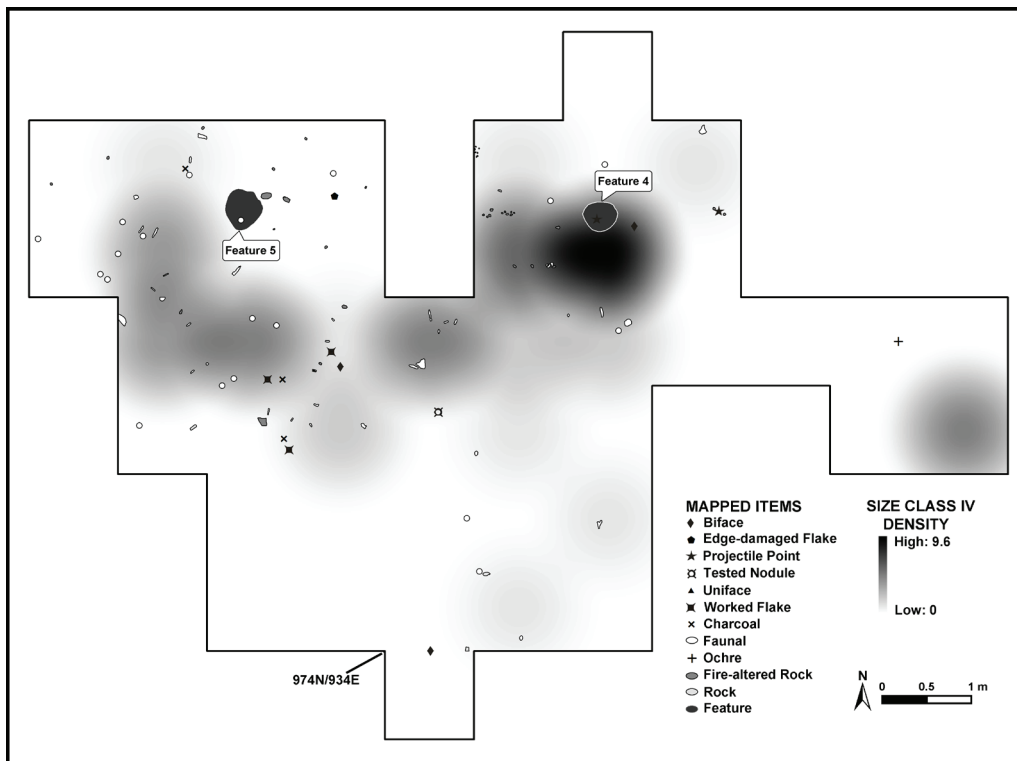 Feature 4
Feature 5
974N/934E
MAPPED ITEMS
Biface
Edge-damaged Flake
Projectile Point
Tested Nodule
Uniface
Worked Flake
Charcoal
Faunal
Ochre
Fire-altered Rock
Rock
Feature
SIZE CLASS IV
DENSITY
High: 9.6
Low: 0
N
0 0.5 1 m